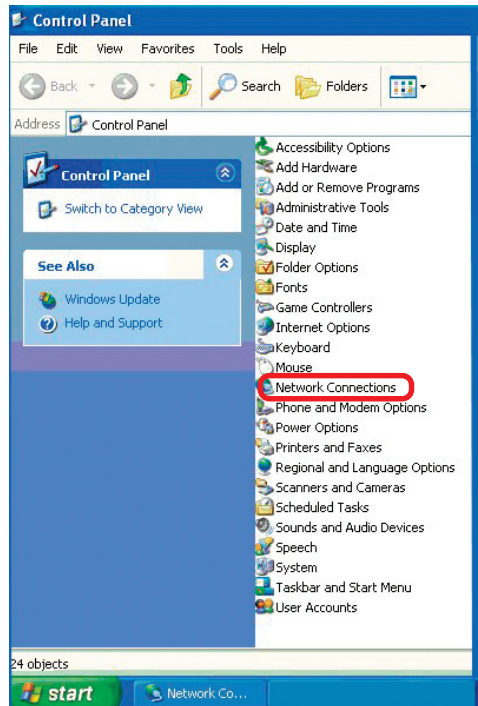 Control Panel
File Edit View Favorites Tools Help
Back Search Folders
Address Control Panel
Control Panel
Switch to Category View
See Also
Windows Update
Help and Support
Accessibility Options
Add Hardware
Add or Remove Programs
Administrative Tools
Date and Time
Display
Folder Options
Fonts
Game Controllers
Internet Options
Keyboard
Mouse
Network Connections
Phone and Modem Options
Power Options
Printers and Faxes
Regional and Language Options
Scanners and Cameras
Scheduled Tasks
Sounds and Audio Devices
Speech
System
Taskbar and Start Menu
User Accounts
24 objects
start Network Co...